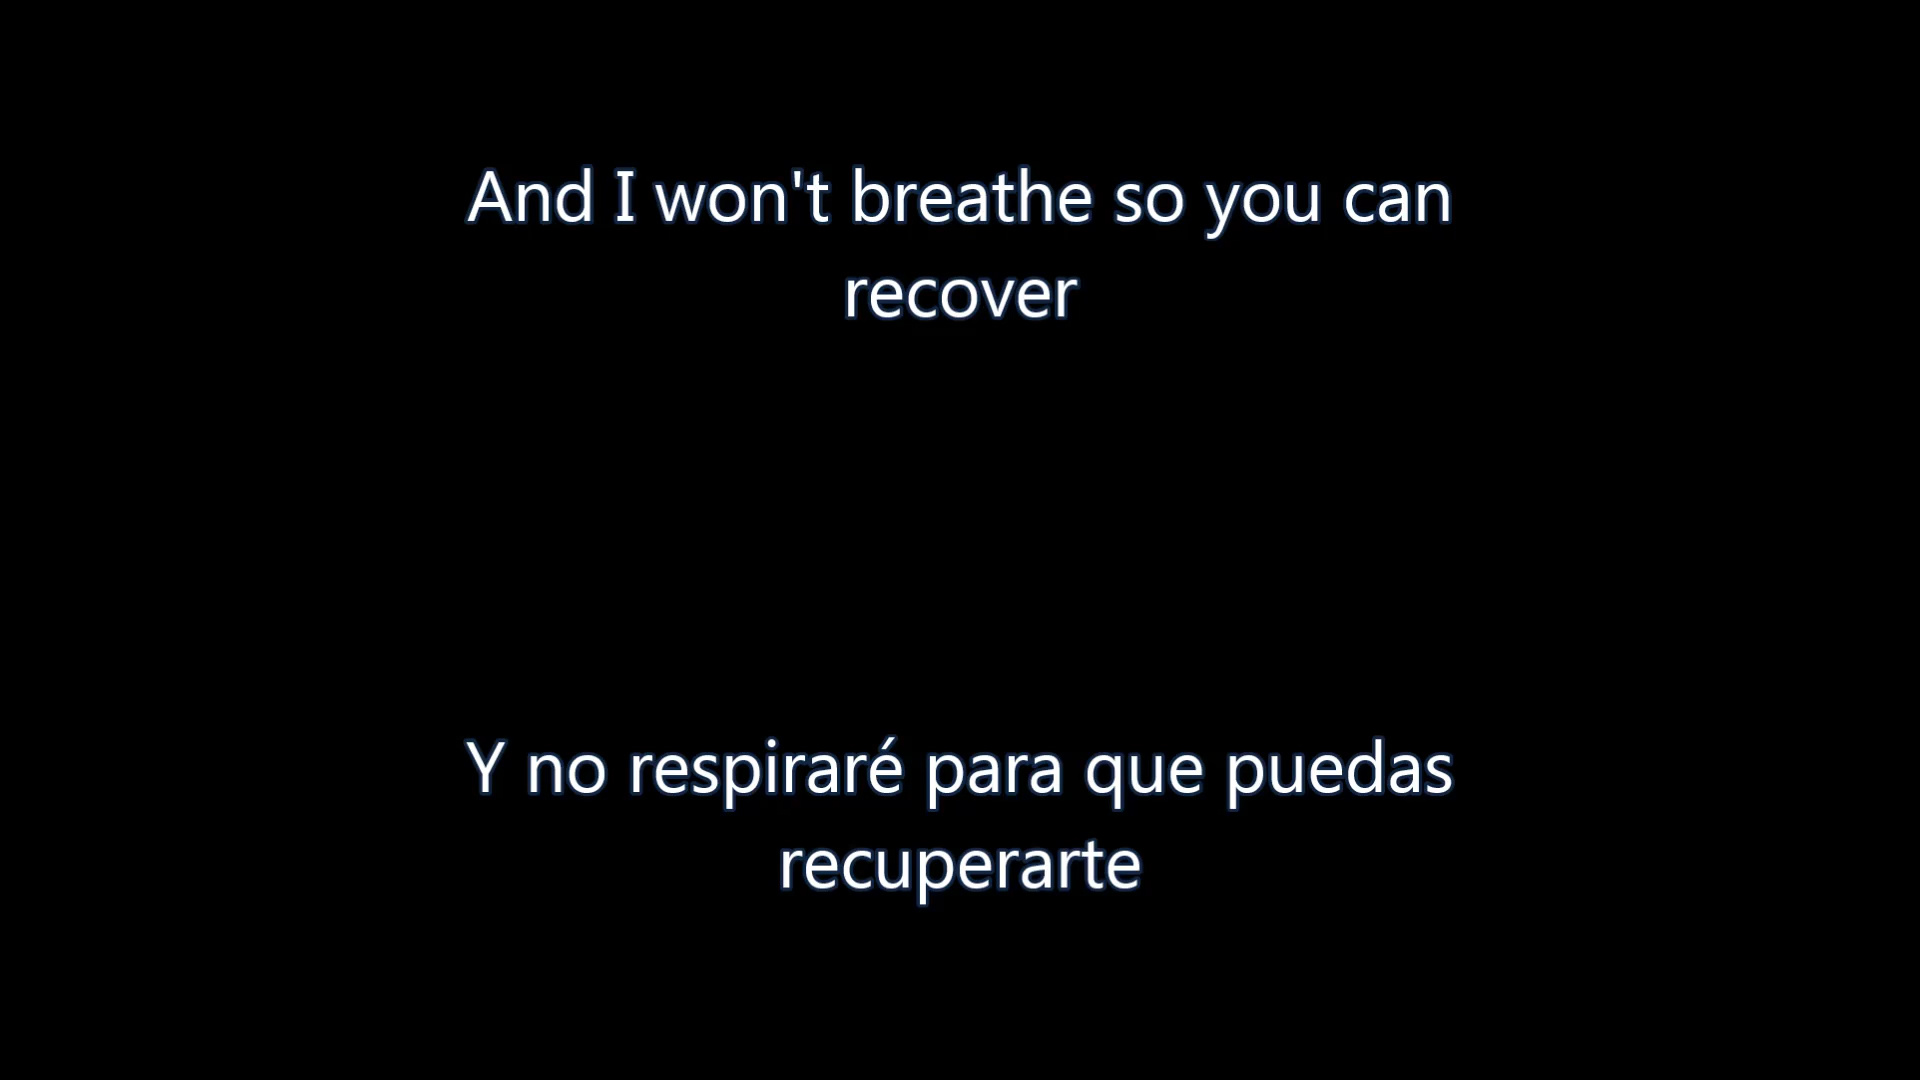 And I won't breathe so you can
recover
Y no respiraré para que puedas
recuperarte